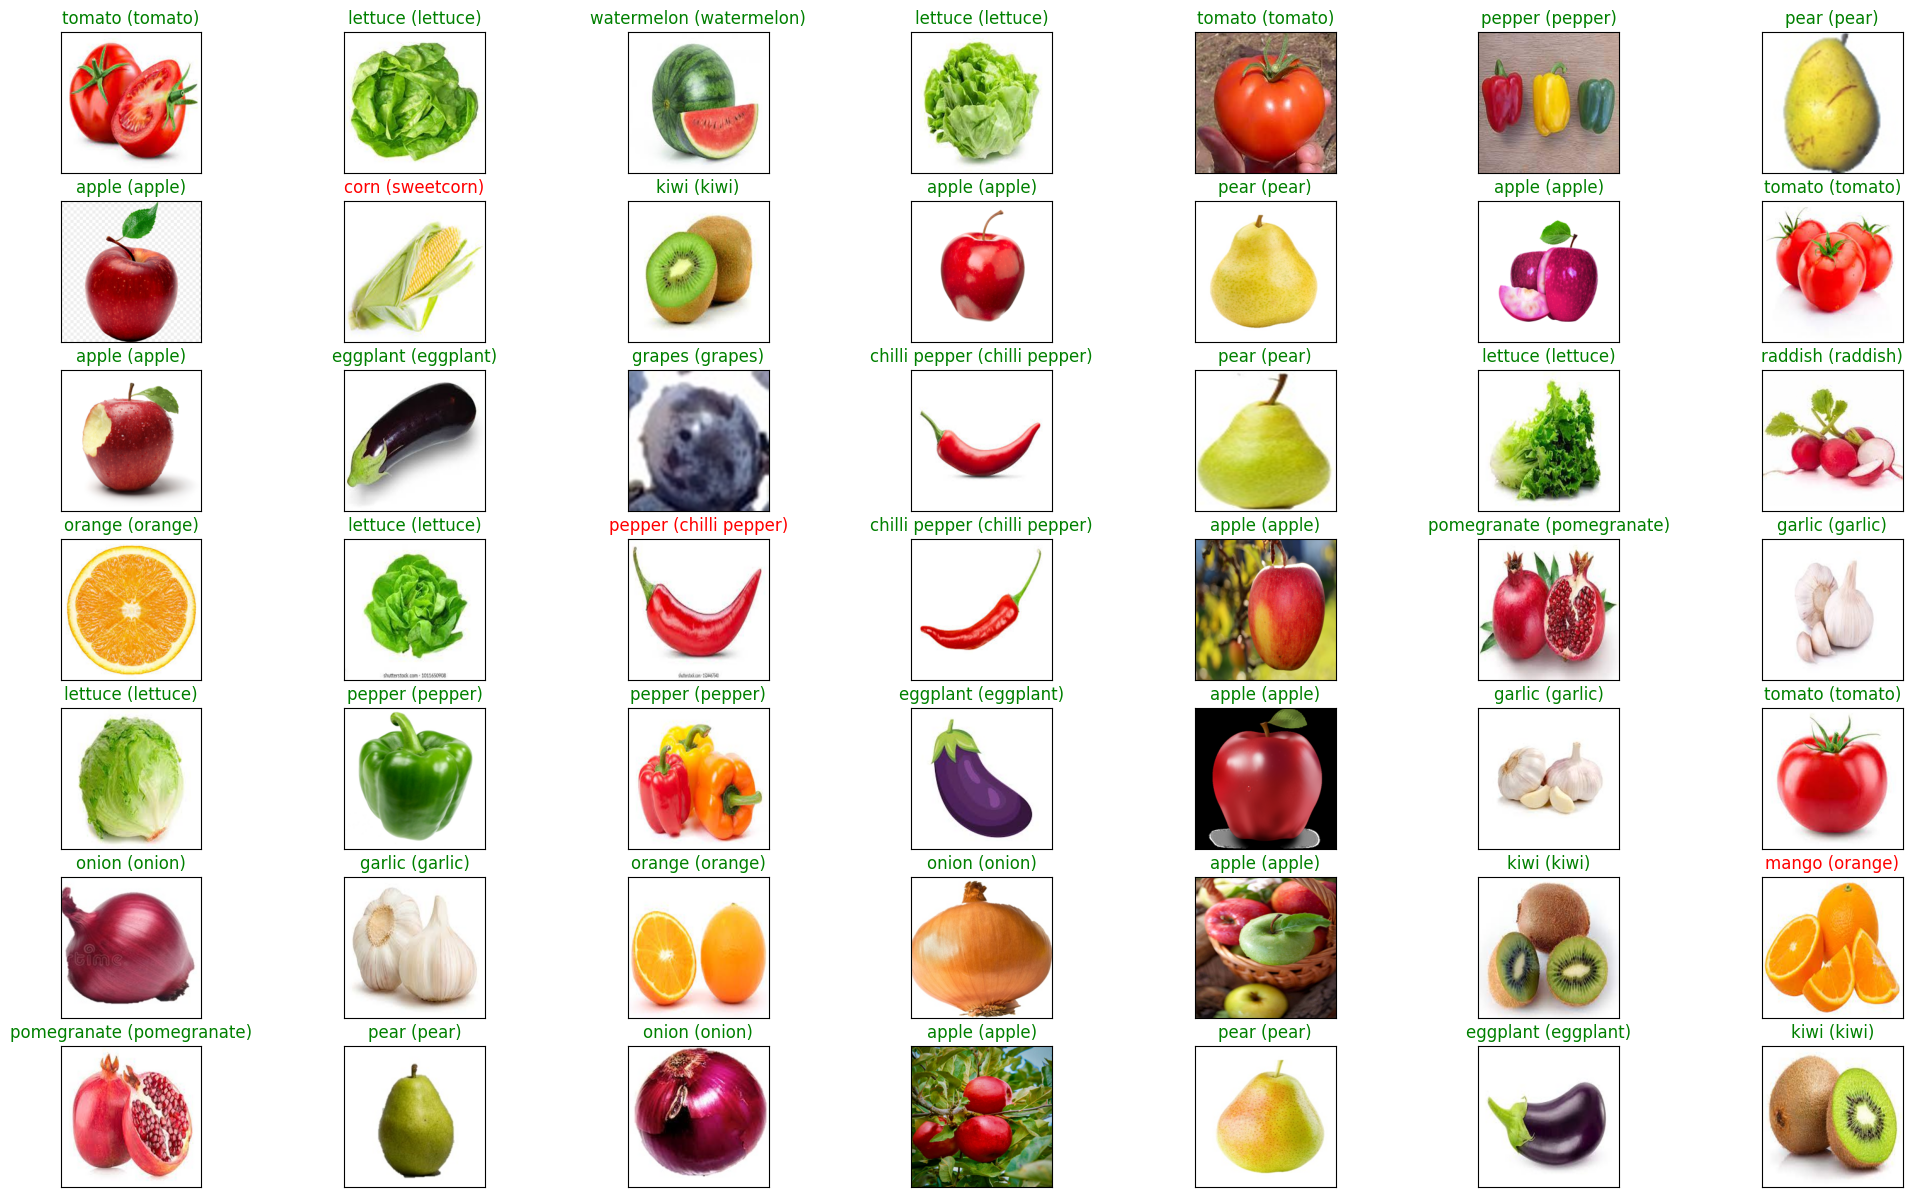 tomato (tomato) lettuce (lettuce) watermelon (watermelon) lettuce (lettuce) tomato (tomato) pepper (pepper) pear (pear)
apple (apple) corn (sweetcorn) kiwi (kiwi) apple (apple) pear (pear) apple (apple) tomato (tomato)
apple (apple) eggplant (eggplant) grapes (grapes) chilli pepper (chilli pepper) pear (pear) lettuce (lettuce) raddish (raddish)
orange (orange) lettuce (lettuce) pepper (chilli pepper) chilli pepper (chilli pepper) apple (apple) pomegranate (pomegranate) garlic (garlic)
shutterstock.com
lettuce (lettuce) pepper (pepper) pepper (pepper) eggplant (eggplant) apple (apple) garlic (garlic) tomato (tomato)
onion (onion) garlic (garlic) orange (orange) onion (onion) apple (apple) kiwi (kiwi) mango (orange)
pomegranate (pomegranate) pear (pear) onion (onion) apple (apple) pear (pear) eggplant (eggplant) kiwi (kiwi)